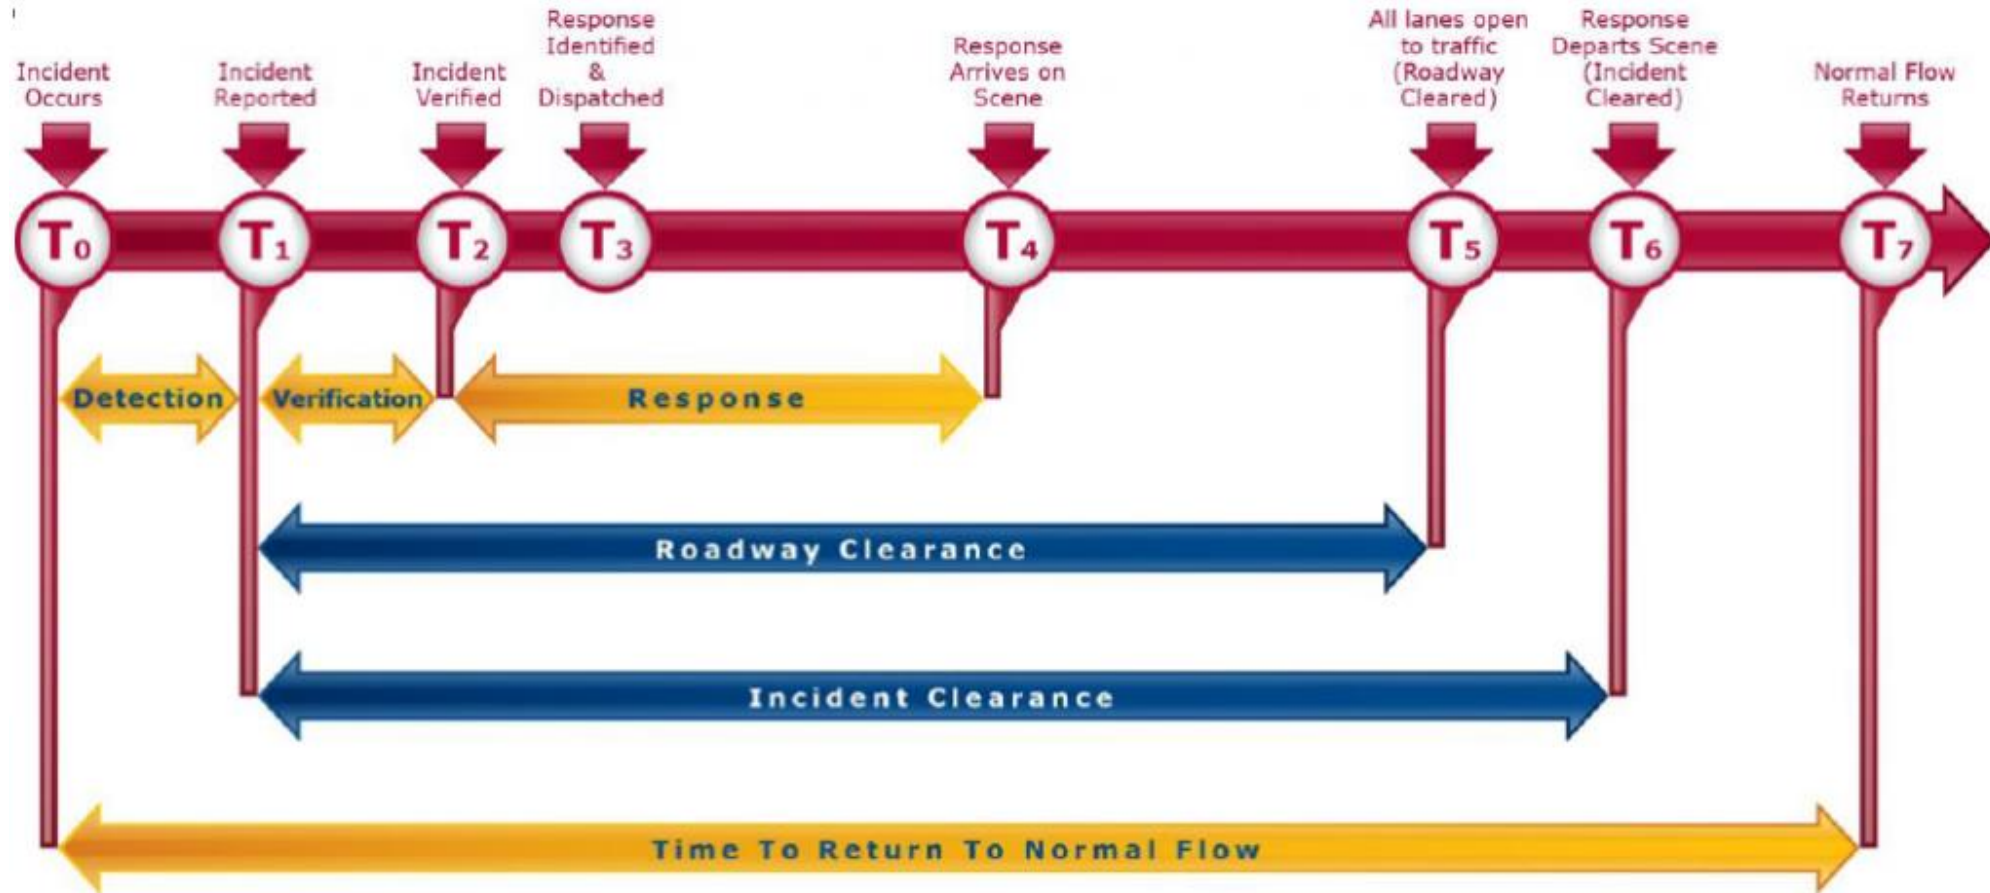 Incident
Occurs
Incident
Reported
Incident
Verified
Response
Identified
&
Dispatched
Response
Arrives on
Scene
All lanes open
to traffic
(Roadway
Cleared)
Response
Departs Scene
(Incident
Cleared)
Normal Flow
Returns
T0
T1
T2
T3
T4
T5
T6
T7
Detection
Verification
Response
Roadway Clearance
Incident Clearance
Time To Return To Normal Flow